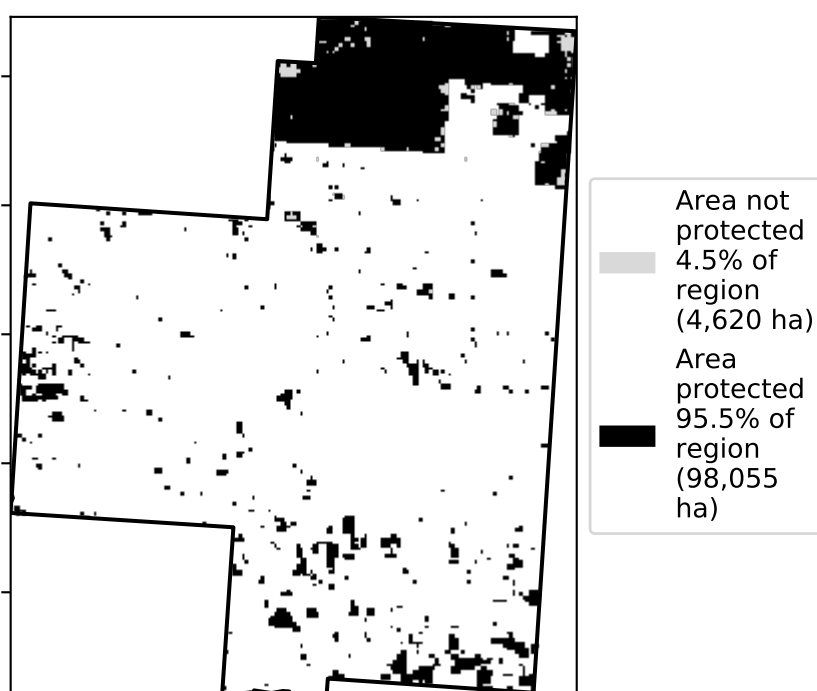 Area not
protected
4.5% of
region
(4,620 ha)
Area
protected
95.5% of
region
(98,055
ha)